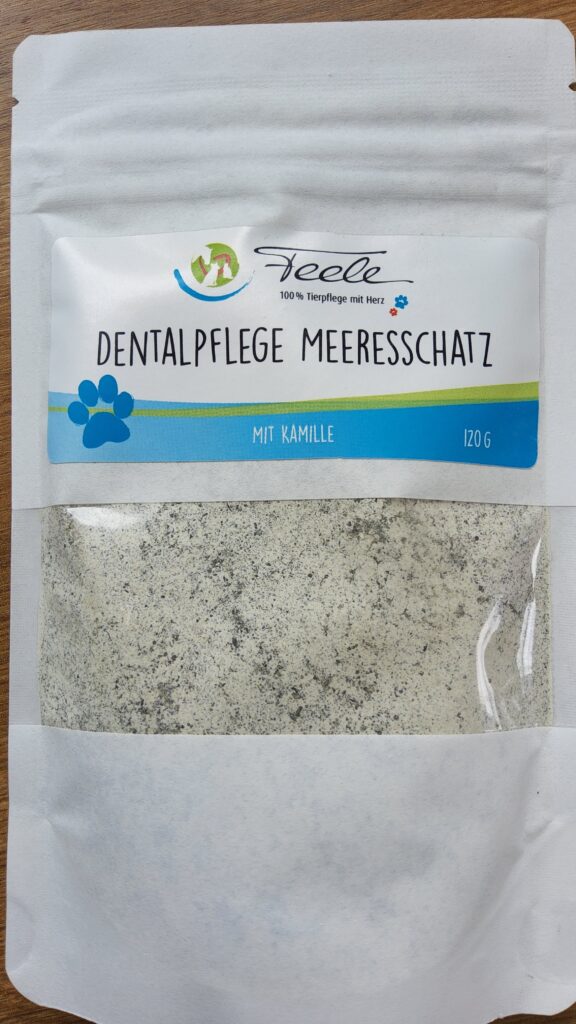 Feele
100% Tierpflege mit Herz
DENTALPFLEGE MEERESSCHATZ
MIT KAMILLE
120 G